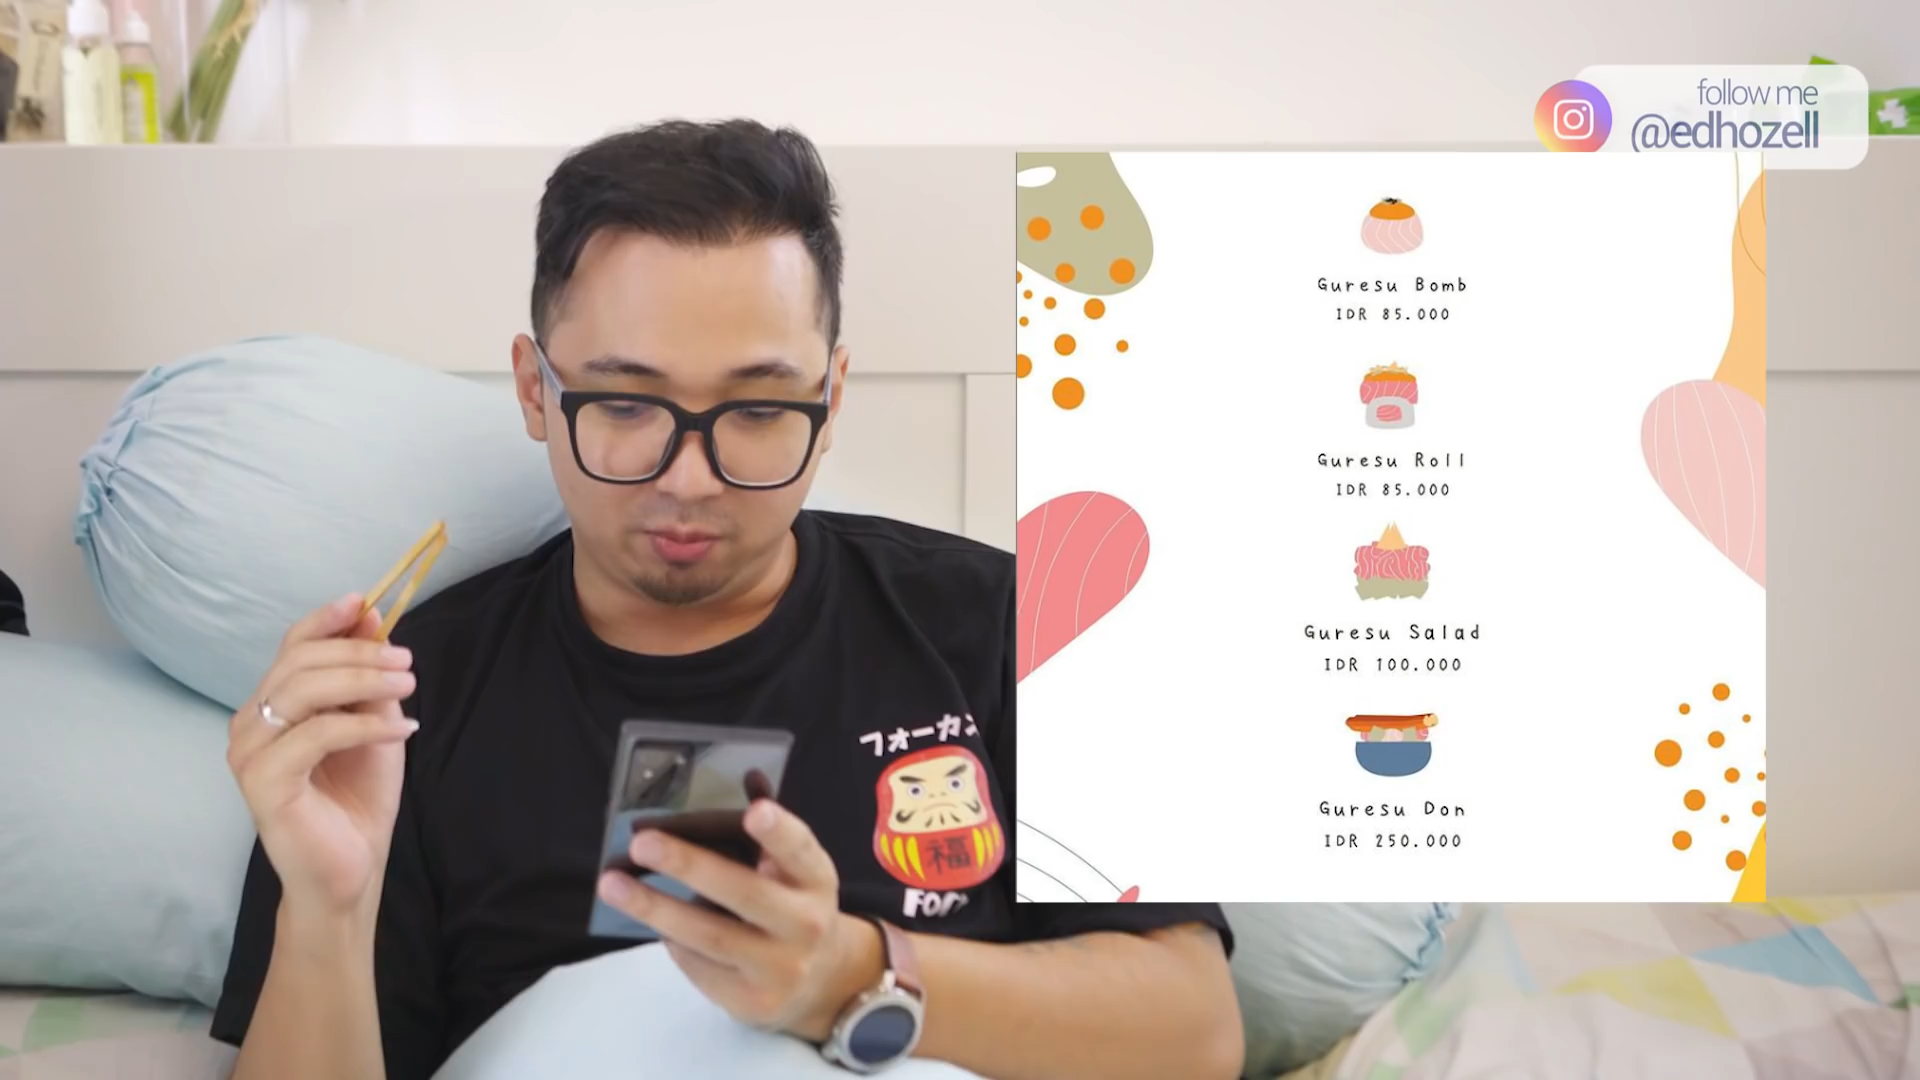 follow me
@edhozell
Guresu Bomb
IDR 85.000
Guresu Roll
IDR 85.000
Guresu Salad
IDR 100.000
Guresu Don
IDR 250.000
フォーカ
福